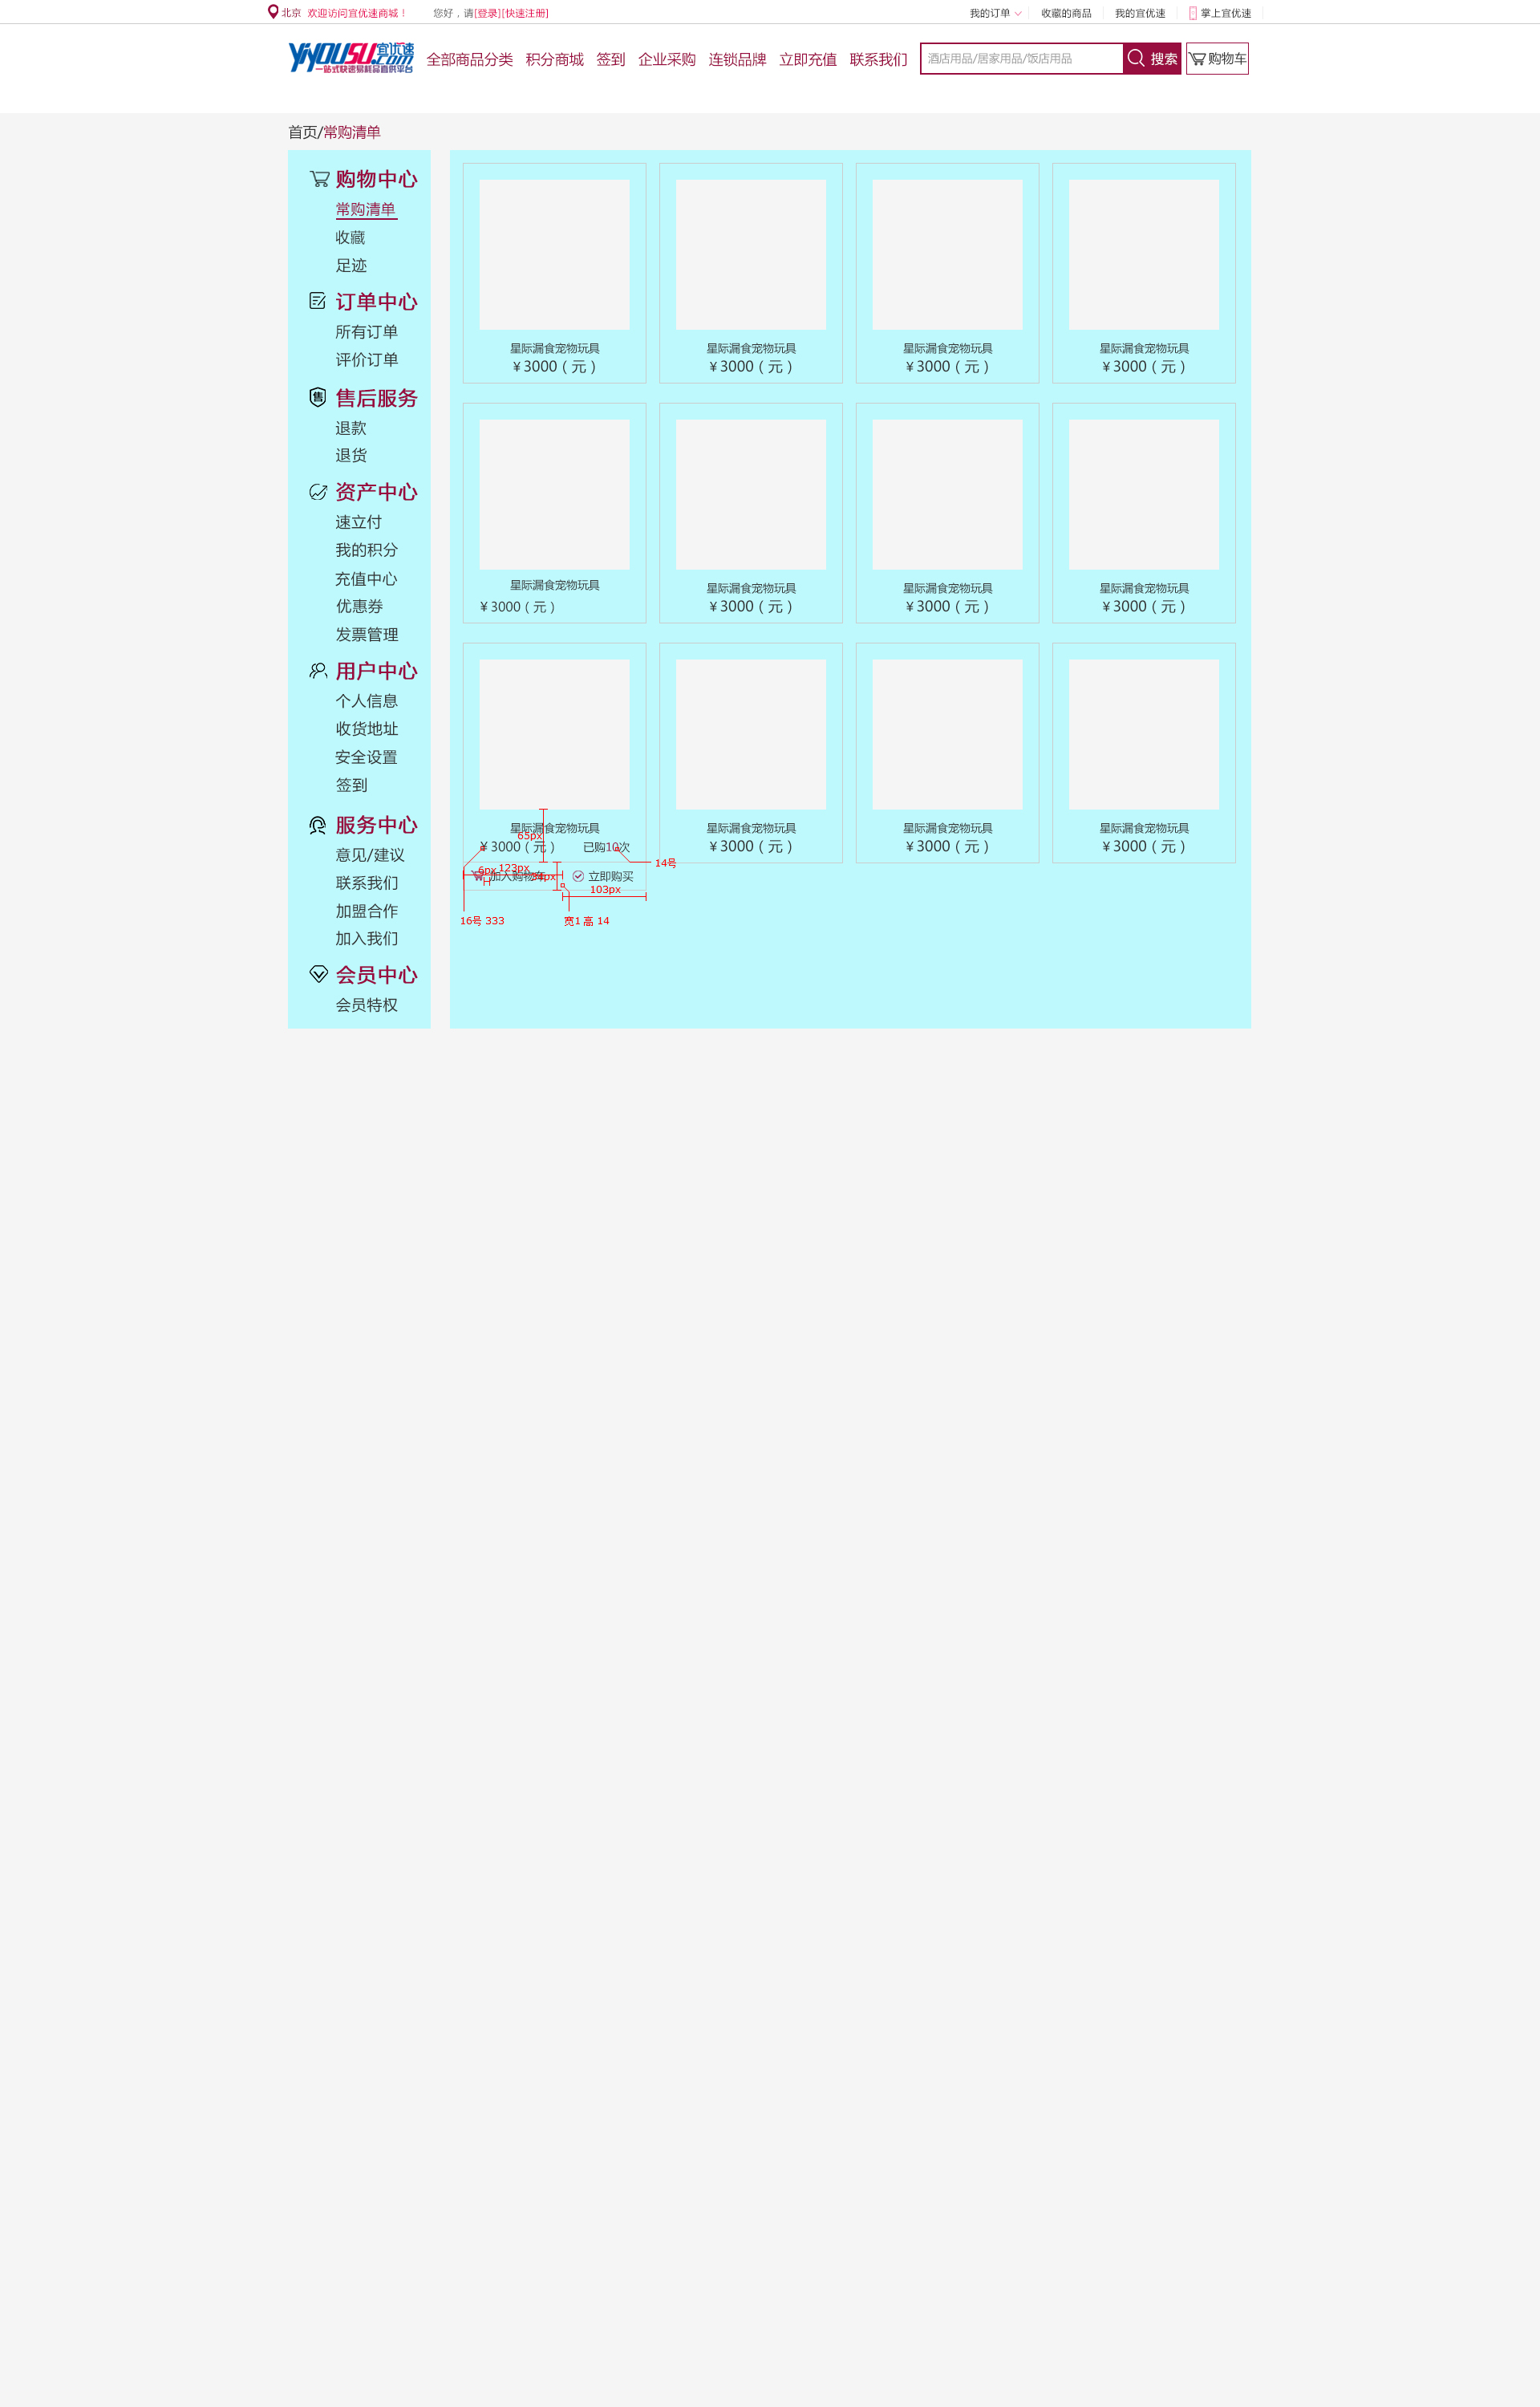 北京 欢迎访问宜优速商城！ 您好，请[登录][快速注册] 我的订单 收藏的商品 我的宜优速 掌上宜优速
YiYOUSU.com 宜优速
一站式快速易耗品直供平台
全部商品分类 积分商城 签到 企业采购 连锁品牌 立即充值 联系我们 酒店用品/居家用品/饭店用品 搜索 购物车
首页/常购清单
购物中心
常购清单
收藏
足迹
订单中心
所有订单
评价订单
售后服务
退款
退货
资产中心
速立付
我的积分
充值中心
优惠券
发票管理
用户中心
个人信息
收货地址
安全设置
签到
服务中心
意见/建议
联系我们
加盟合作
加入我们
会员中心
会员特权
星际漏食宠物玩具 星际漏食宠物玩具 星际漏食宠物玩具 星际漏食宠物玩具
￥3000（元） ￥3000（元） ￥3000（元） ￥3000（元）
星际漏食宠物玩具 星际漏食宠物玩具 星际漏食宠物玩具 星际漏食宠物玩具
￥3000（元） ￥3000（元） ￥3000（元） ￥3000（元）
星际漏食宠物玩具 星际漏食宠物玩具 星际漏食宠物玩具 星际漏食宠物玩具
65px
￥3000（元） 已购10次 ￥3000（元） ￥3000（元） ￥3000（元）
14号
6px 123px
加入购物车 立即购买
103px
16号 333 宽1 高 14